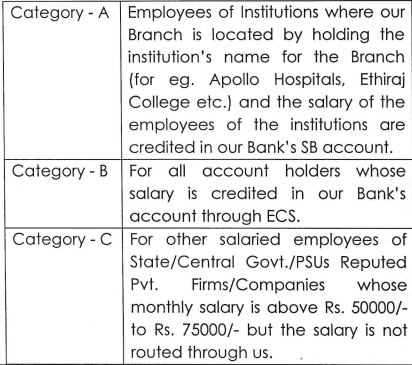 Category - A Employees of Institutions where our
Branch is located by holding the
institution's name for the Branch
(for eg. Apollo Hospitals, Ethiraj
College etc.) and the salary of the
employees of the institutions are
credited in our Bank's SB account.
Category - B For all account holders whose
salary is credited in our Bank's
account through ECS.
Category - C For other salaried employees of
State/Central Govt./PSUs Reputed
Pvt. Firms/Companies whose
monthly salary is above Rs. 50000/-
to Rs. 75000/- but the salary is not
routed through us.